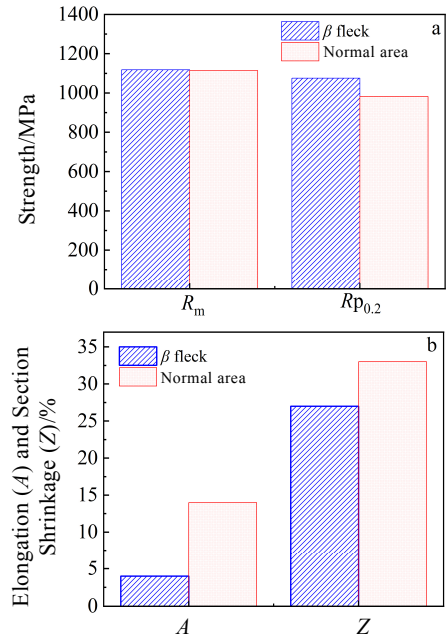 a
β fleck
Normal area
1400
1200
1000
800
600
400
200
0
Strength/MPa
Rm
Rp0.2
b
β fleck
Normal area
35
30
25
20
15
10
5
0
Elongation (A) and Section
Shrinkage (Z)/%
A
Z